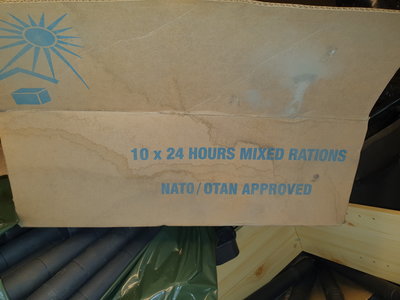 10 x 24 HOURS MIXED RATIONS
NATO/OTAN APPROVED